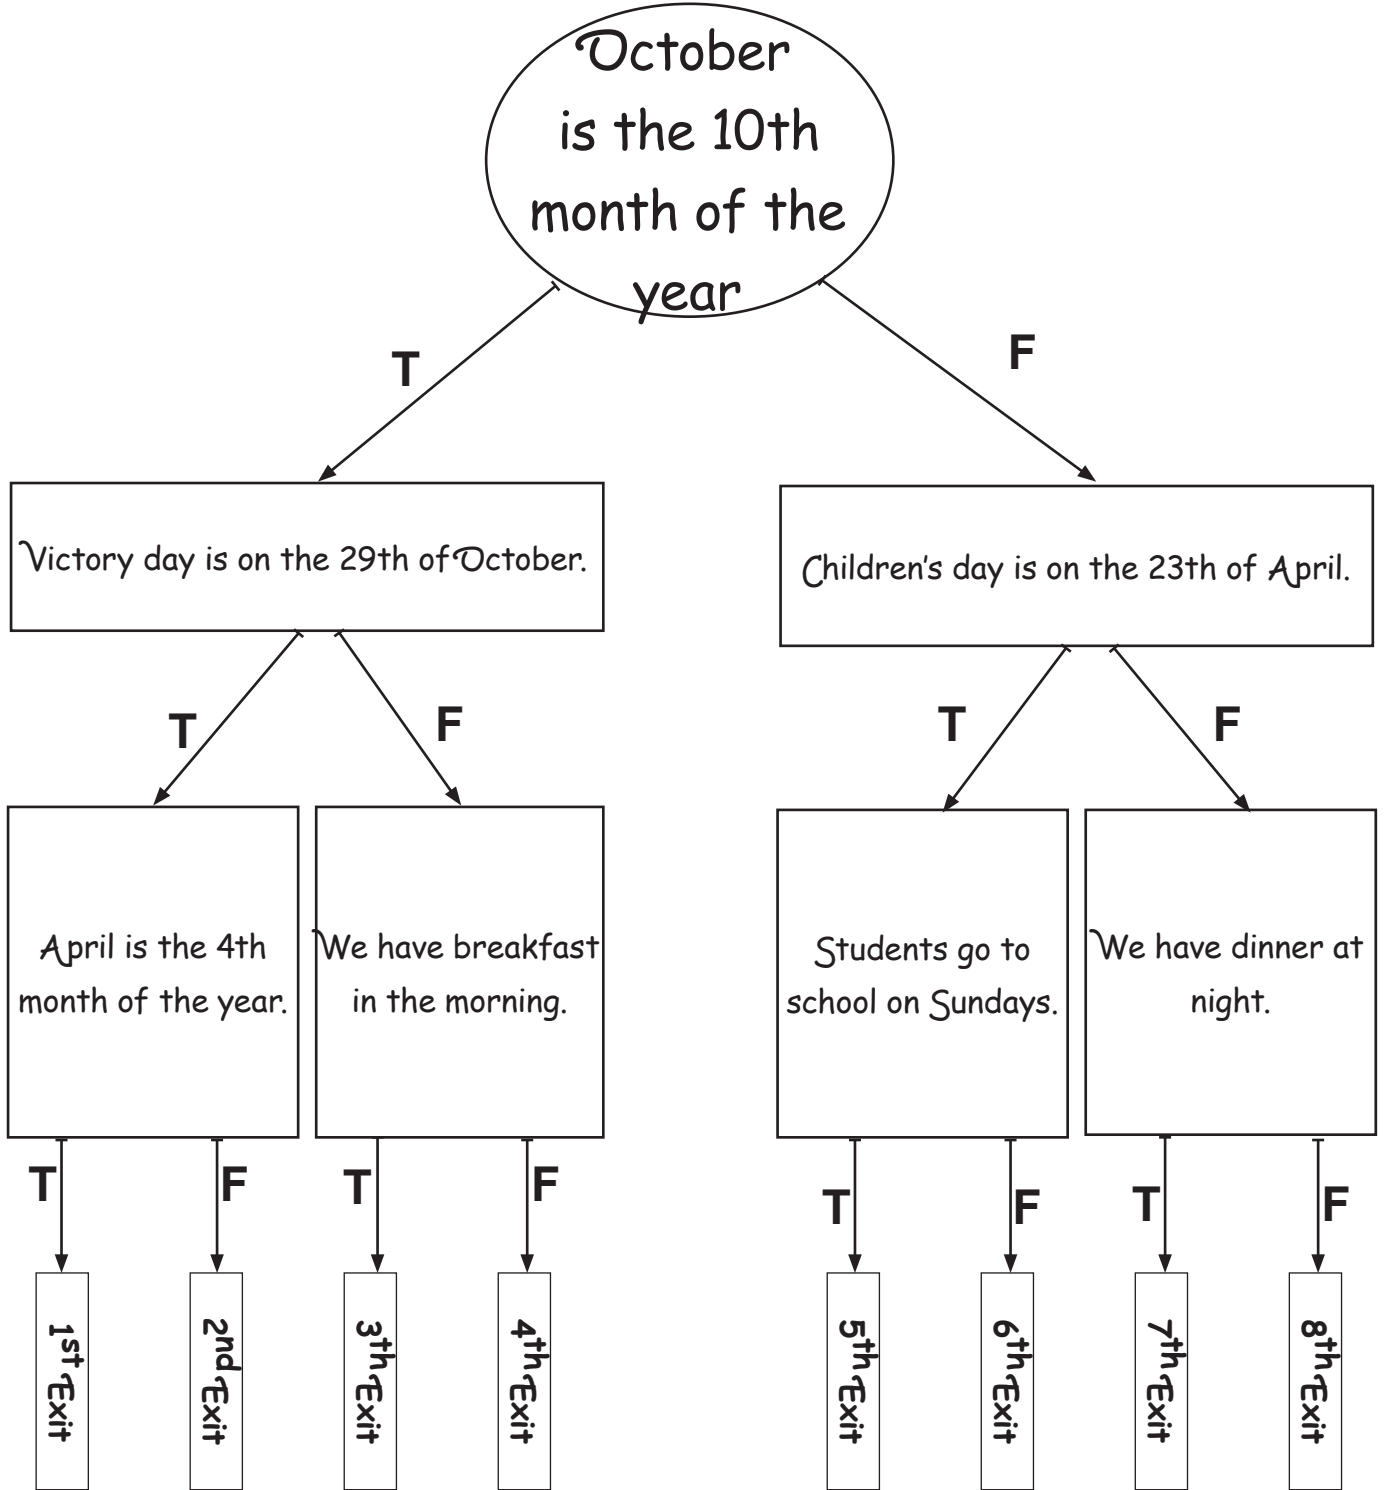 October
is the 10th
month of the
year
T
F
Victory day is on the 29th of October.
Children's day is on the 23th of April.
T
F
T
F
April is the 4th
month of the year.
We have breakfast
in the morning.
Students go to
school on Sundays.
We have dinner at
night.
T
F
T
F
T
F
T
F
1st Exit
2nd Exit
3th Exit
4th Exit
5th Exit
6th Exit
7th Exit
8th Exit